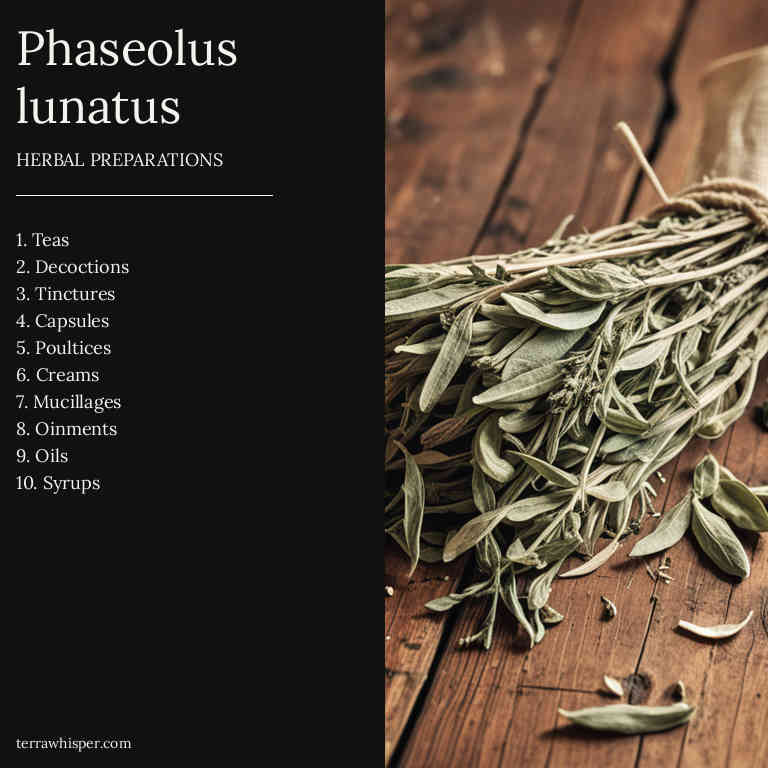 Phaseolus
lunatus
HERBAL PREPARATIONS
1. Teas
2. Decoctions
3. Tinctures
4. Capsules
5. Poultices
6. Creams
7. Mucillages
8. Oinments
9. Oils
10. Syrups
terrawhisper.com